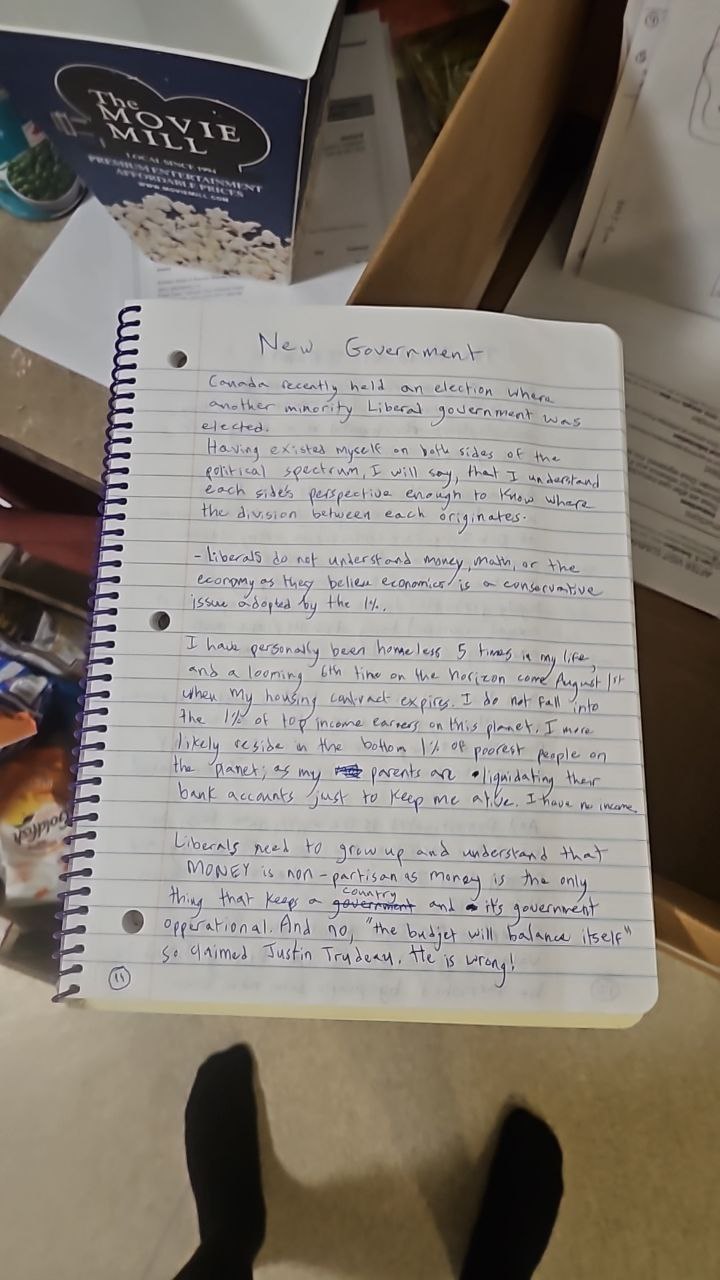 The
MOVIE
MILL
LOCAL SINCE 1994
PREMIUM ENTERTAINMENT
AFFORDABLE PRICES
WWW.MOVIEMILL.COM
New Government
Canada recently held an election where
another minority Liberal government was
elected.
Having existed myself on both sides of the
political spectrum, I will say, that I understand
each side's perspective enough to know where
the division between each originates.
- Liberals do not understand money, math, or the
economy as they believe economics is a conservative
issue adopted by the 1%.
I have personally been homeless 5 times in my life,
and a looming 6th time on the horizon come August 1st
when my housing contract expires. I do not fall into
the 1% of top income earners on this planet. I more
likely reside in the bottom 1% of poorest people on
the planet; as my parents are liquidating their
bank accounts just to keep me alive. I have no income.
Liberals need to grow up and understand that
MONEY is non-partisan as money is the only
thing that keeps a government country and it's government
opperational. And no, "the budjet will balance itself"
so claimed Justin Trudeau. He is wrong!
11
Goldfish